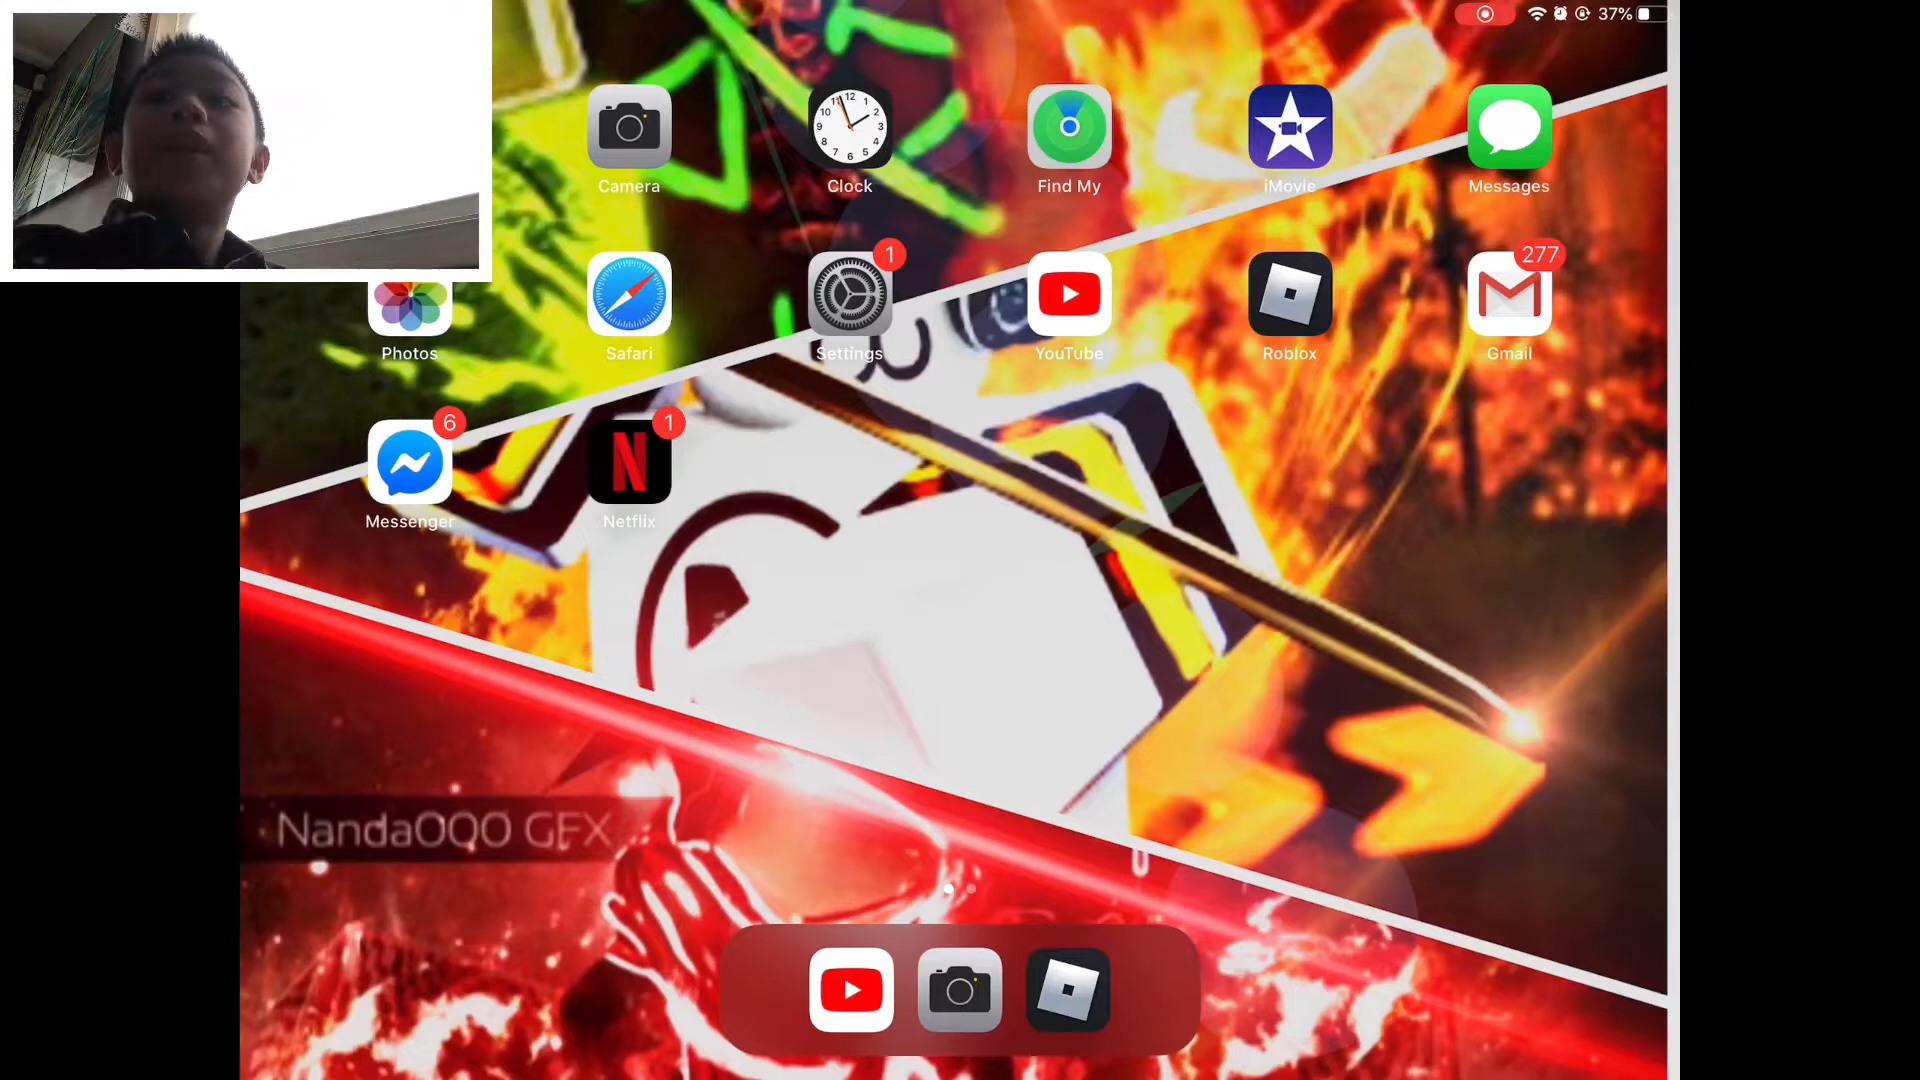 37%
Camera
Clock
Find My
iMovie
Messages
1
277
Photos
Safari
Settings
YouTube
Roblox
Gmail
6
1
N
Messenger
Netflix
NandaOOO GFX